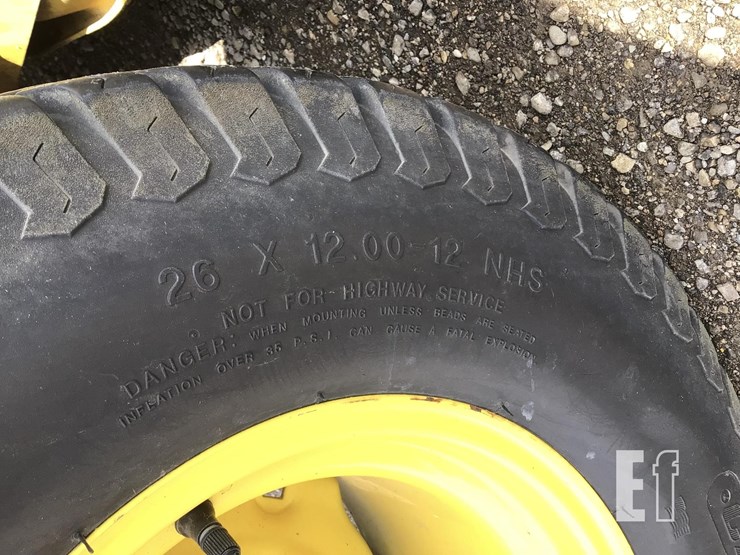 26 X 12.00-12 NHS
NOT FOR HIGHWAY SERVICE
DANGER: WHEN MOUNTING UNLESS BEADS ARE SEATED
INFLATION OVER 35 P.S.I. CAN CAUSE A FATAL EXPLOSION
Ef